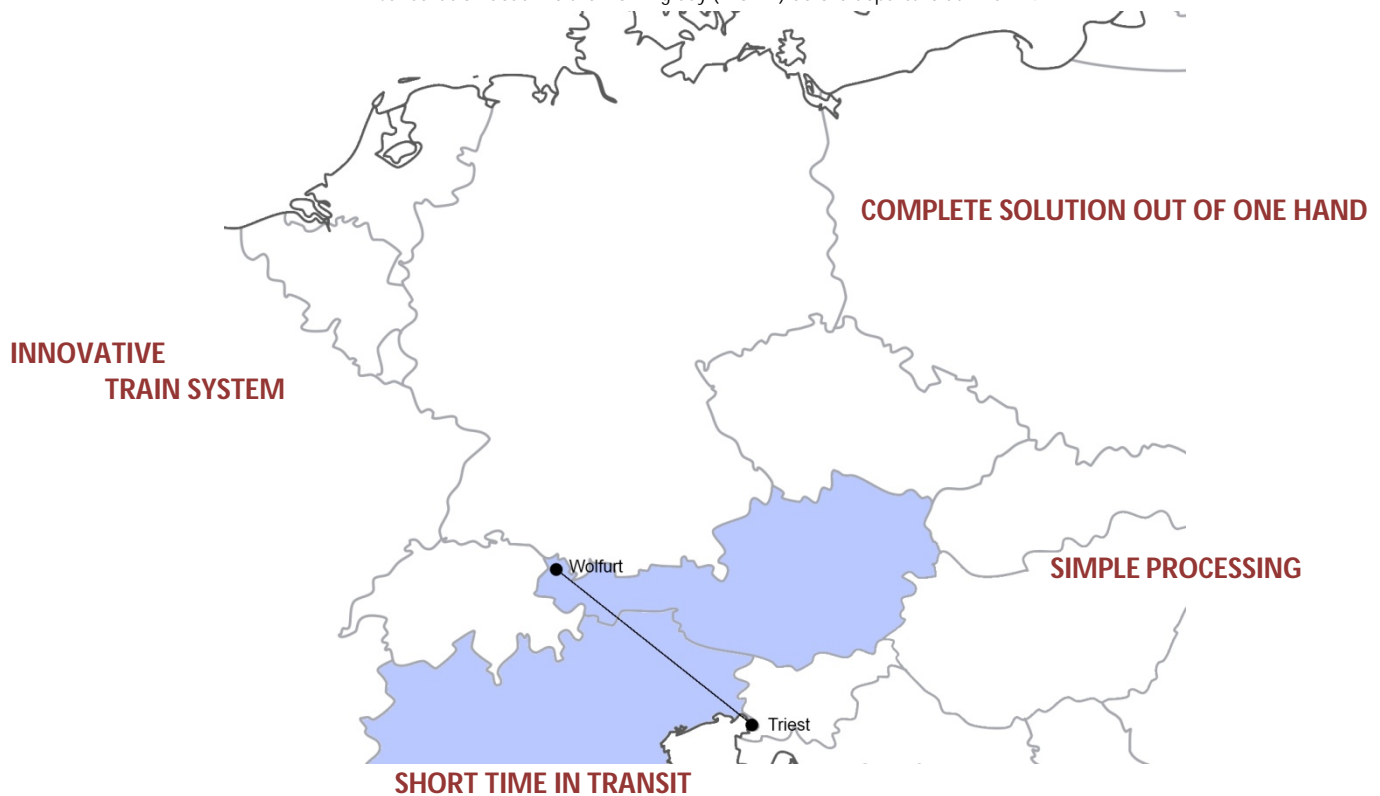 COMPLETE SOLUTION OUT OF ONE HAND
INNOVATIVE
TRAIN SYSTEM
Wolfurt
SIMPLE PROCESSING
Triest
SHORT TIME IN TRANSIT